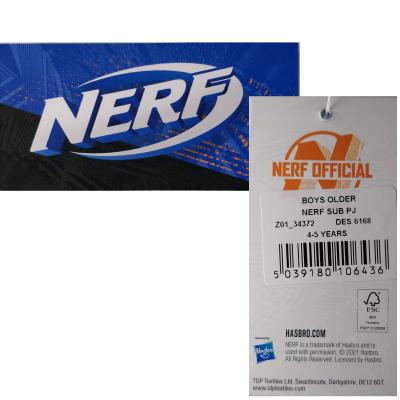 NERF
NERF OFFICIAL
BOYS OLDER
NERF SUB PJ
Z01_34372 DES 6168
4-5 YEARS
5 039180 106436
FSC
MIX
HASBRO.COM
Hasbro
NERF is a trademark of Hasbro and is
used with permission. © 2021 Hasbro.
All Rights Reserved. Licensed by Hasbro.
TDP Textiles Ltd. Swadlincote, Derbyshire, DE12 6DT.
www.tdptextiles.com